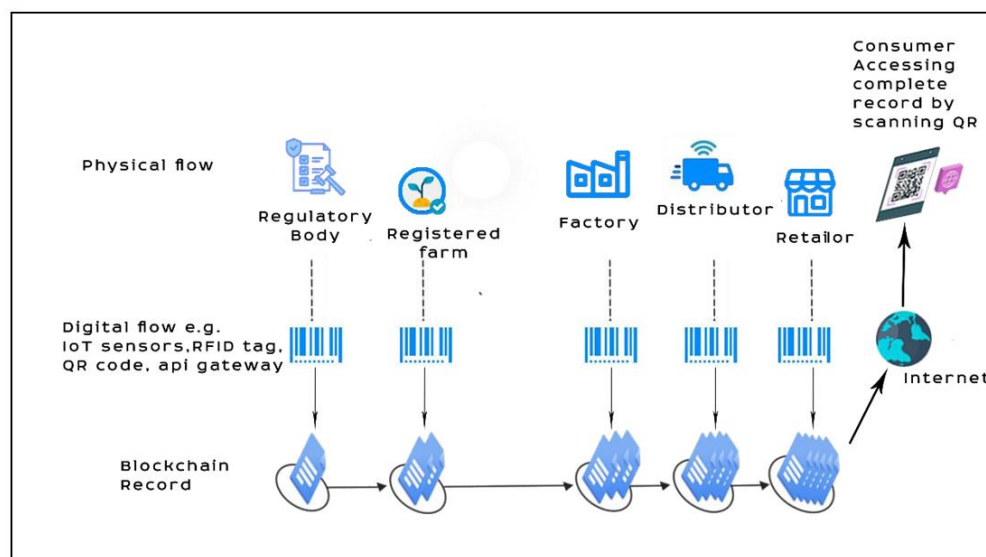 Consumer
Accessing
complete
record by
scanning QR
Physical flow
Regulatory
Body
Registered
farm
Factory
Distributor
Retailor
Digital flow e.g.
IoT sensors,RFID tag,
QR code, api gateway
Internet
Blockchain
Record